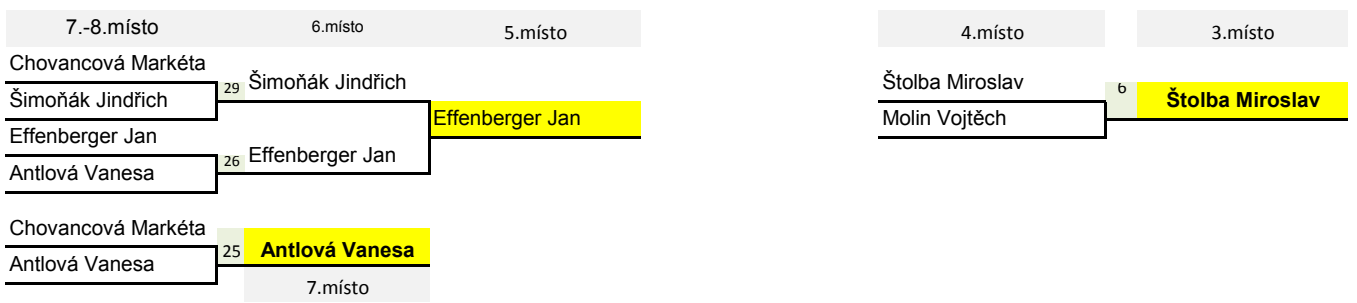 7.-8.místo 6.místo 5.místo 4.místo 3.místo
Chovancová Markéta
29 Šimoňák Jindřich Štolba Miroslav 6 Štolba Miroslav
Šimoňák Jindřich
Effenberger Jan Molin Vojtěch
Effenberger Jan
26 Effenberger Jan
Antlová Vanesa
Chovancová Markéta
25 Antlová Vanesa
Antlová Vanesa
7.místo